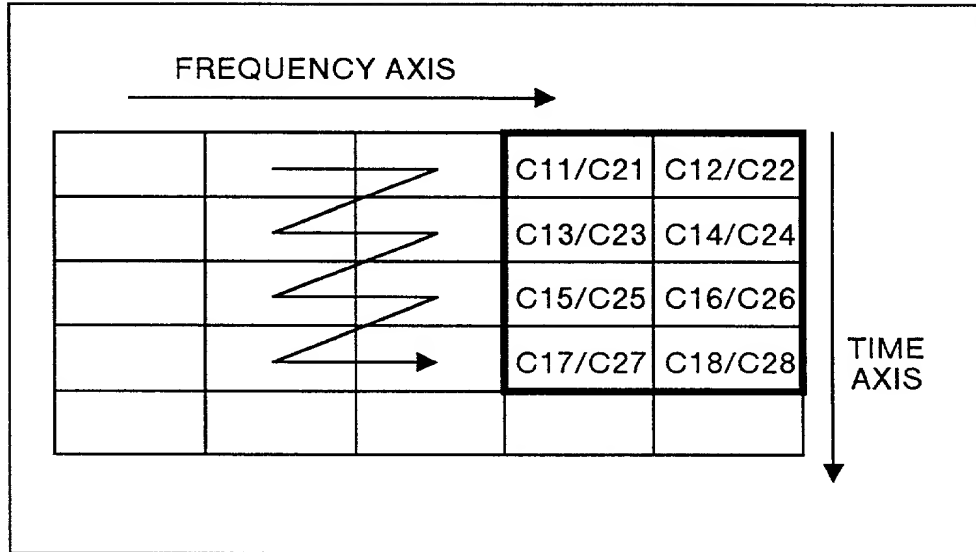 FREQUENCY AXIS
C11/C21 C12/C22
C13/C23 C14/C24
C15/C25 C16/C26
C17/C27 C18/C28
TIME
AXIS